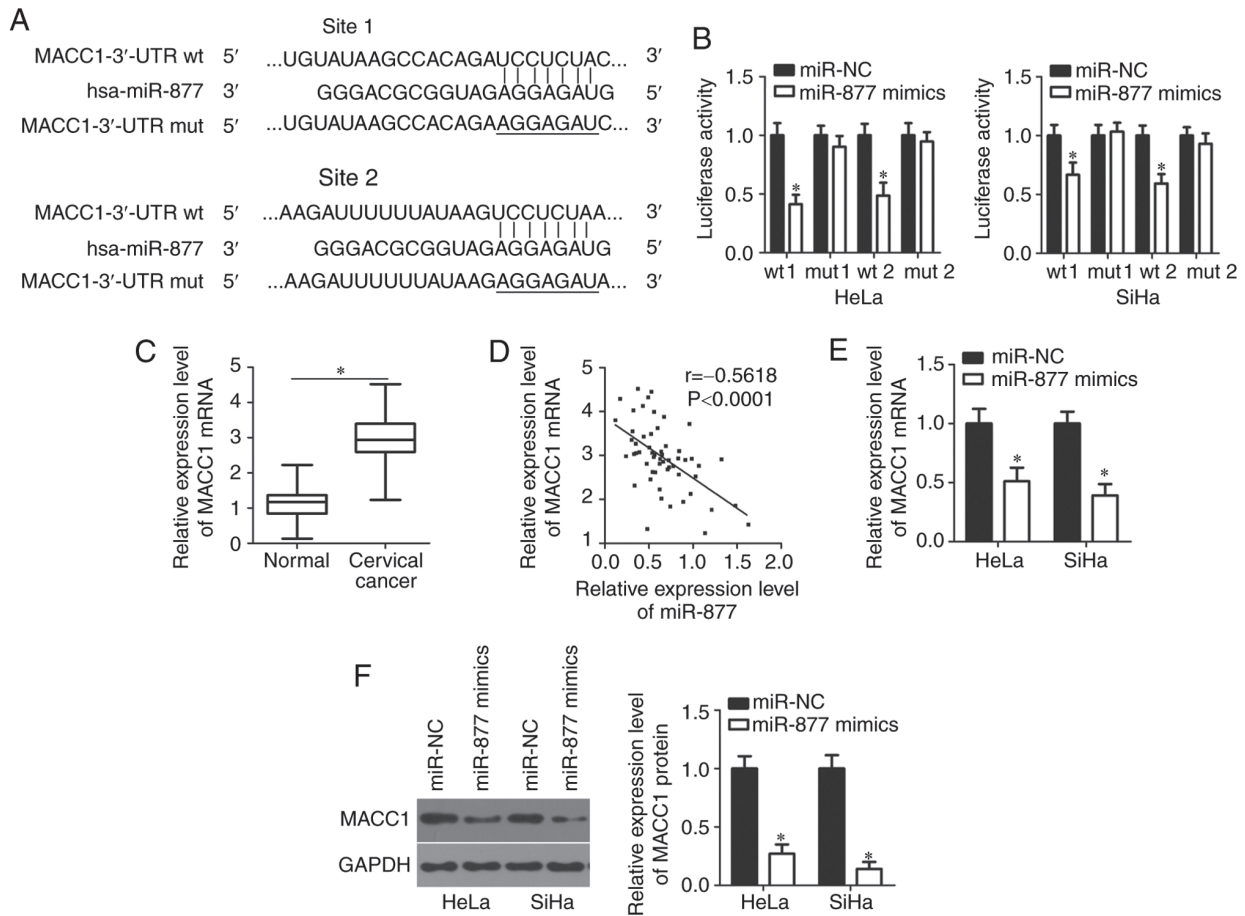 A
Site 1
MACC1-3′-UTR wt 5′ ...UGUAUAAGCCACAGAUCCUCUAC... 3′
hsa-miR-877 3′ GGGACGCGGUAGAGGAGAUG 5′
MACC1-3′-UTR mut 5′ ...UGUAUAAGCCACAGAAGGAGAUC... 3′
Site 2
MACC1-3′-UTR wt 5′ ...AAGAUUUUUUAUAAGUCCUCUAA... 3′
hsa-miR-877 3′ GGGACGCGGUAGAGGAGAUG 5′
MACC1-3′-UTR mut 5′ ...AAGAUUUUUUAUAAGAGGAGAUA... 3′
B
Luciferase activity
1.5
1.0
0.5
0.0
miR-NC
miR-877 mimics
* *
wt 1 mut 1 wt 2 mut 2
HeLa
Luciferase activity
1.5
1.0
0.5
0.0
miR-NC
miR-877 mimics
* *
wt 1 mut 1 wt 2 mut 2
SiHa
C
Relative expression level
of MACC1 mRNA
5
4
3
2
1
0
*
Normal Cervical
cancer
D
Relative expression level
of MACC1 mRNA
5
4
3
2
1
r=−0.5618
P<0.0001
0.0 0.5 1.0 1.5 2.0
Relative expression level
of miR-877
E
Relative expression level
of MACC1 mRNA
1.5
1.0
0.5
0.0
miR-NC
miR-877 mimics
* *
HeLa SiHa
F
miR-NC
miR-877 mimics
miR-NC
miR-877 mimics
MACC1
GAPDH
HeLa SiHa
Relative expression level
of MACC1 protein
1.5
1.0
0.5
0.0
miR-NC
miR-877 mimics
* *
HeLa SiHa